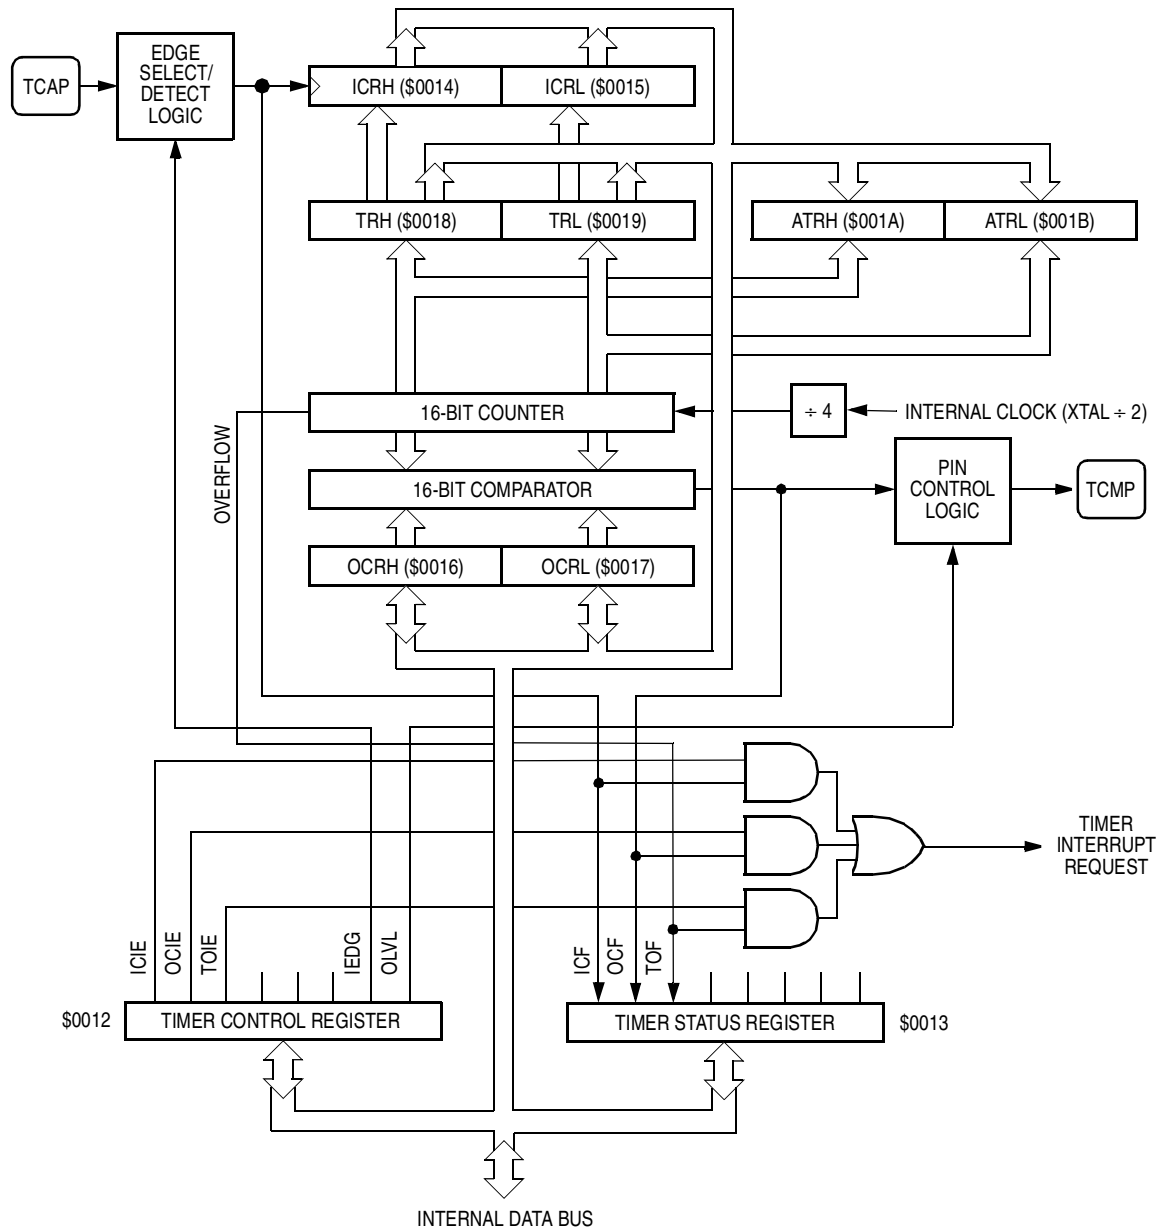 TCAP
EDGE
SELECT/
DETECT
LOGIC
ICRH ($0014)
ICRL ($0015)
TRH ($0018)
TRL ($0019)
ATRH ($001A)
ATRL ($001B)
16-BIT COUNTER
÷ 4
INTERNAL CLOCK (XTAL ÷ 2)
OVERFLOW
16-BIT COMPARATOR
PIN
CONTROL
LOGIC
TCMP
OCRH ($0016)
OCRL ($0017)
TIMER
INTERRUPT
REQUEST
ICIE
OCIE
TOIE
IEDG
OLVL
ICF
OCF
TOF
$0012
TIMER CONTROL REGISTER
TIMER STATUS REGISTER
$0013
INTERNAL DATA BUS